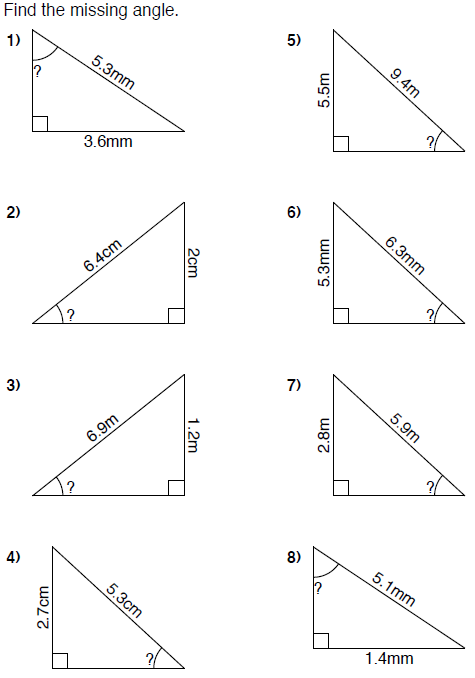 Find the missing angle.
1)
?
5.3mm
3.6mm
2)
6.4cm
2cm
?
3)
6.9m
1.2m
?
4)
2.7cm
5.3cm
?
5)
5.5m
9.4m
?
6)
5.3mm
6.3mm
?
7)
2.8m
5.9m
?
8)
?
5.1mm
1.4mm